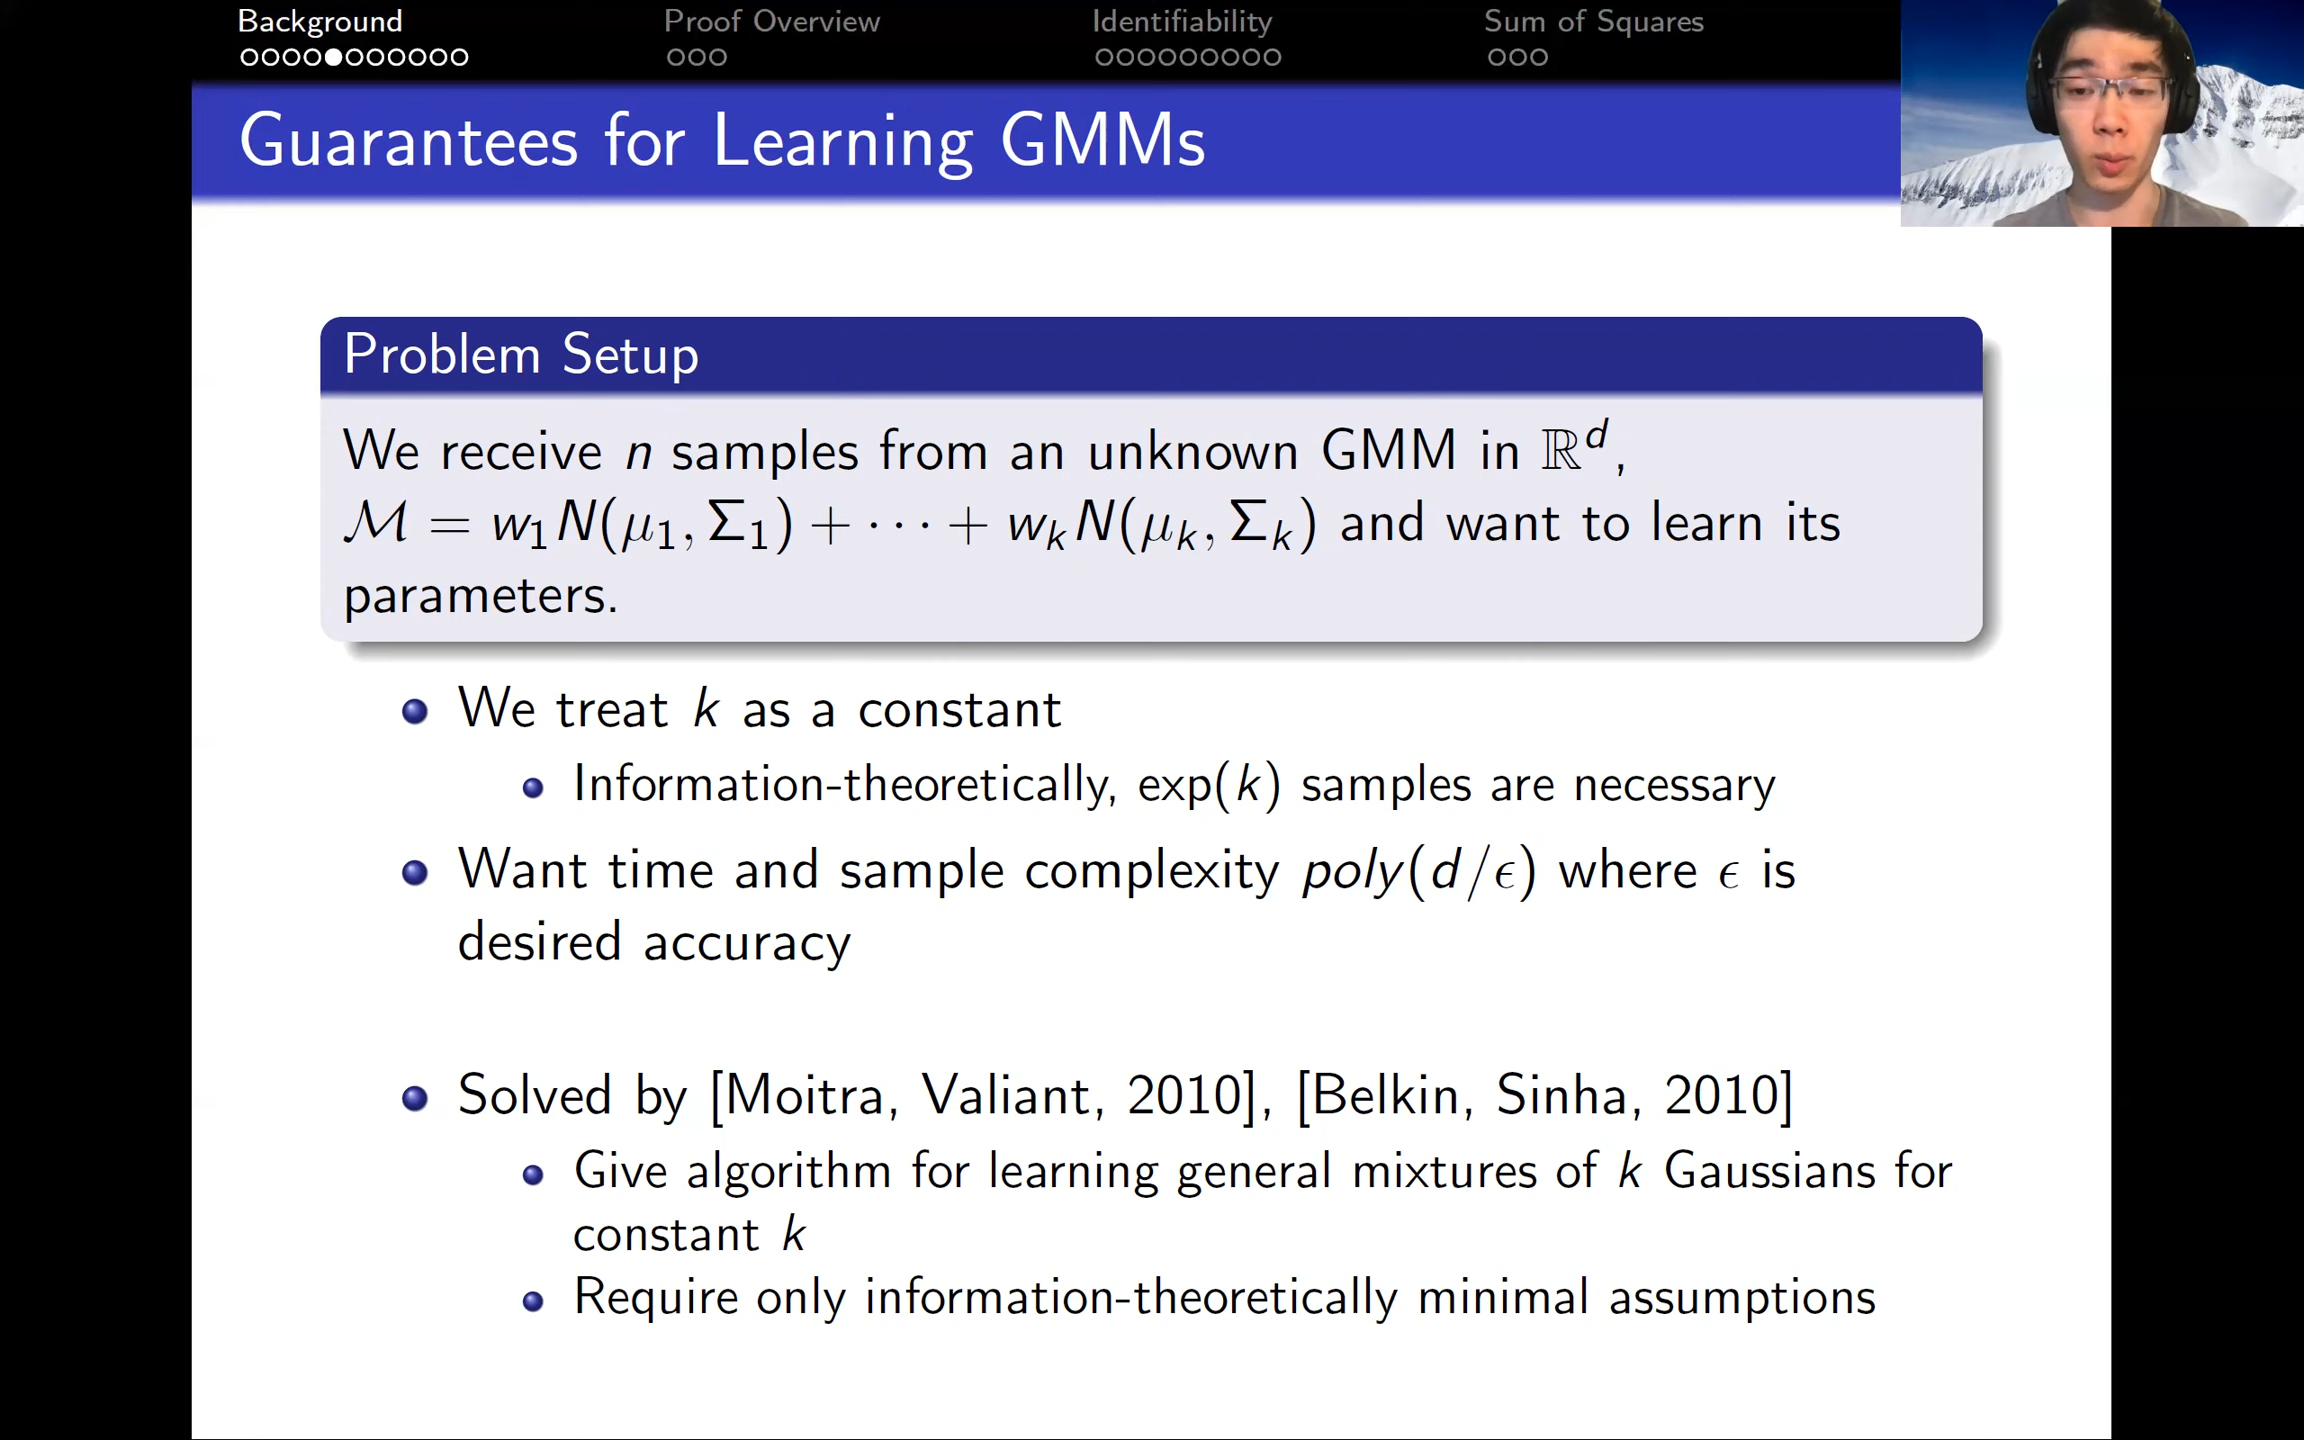 Background Proof Overview Identifiability Sum of Squares
Guarantees for Learning GMMs
Problem Setup
We receive n samples from an unknown GMM in ℝ^d,
ℳ = w₁N(μ₁, Σ₁) + ⋯ + wₖN(μₖ, Σₖ) and want to learn its
parameters.
We treat k as a constant
Information-theoretically, exp(k) samples are necessary
Want time and sample complexity poly(d/ϵ) where ϵ is
desired accuracy
Solved by [Moitra, Valiant, 2010], [Belkin, Sinha, 2010]
Give algorithm for learning general mixtures of k Gaussians for
constant k
Require only information-theoretically minimal assumptions